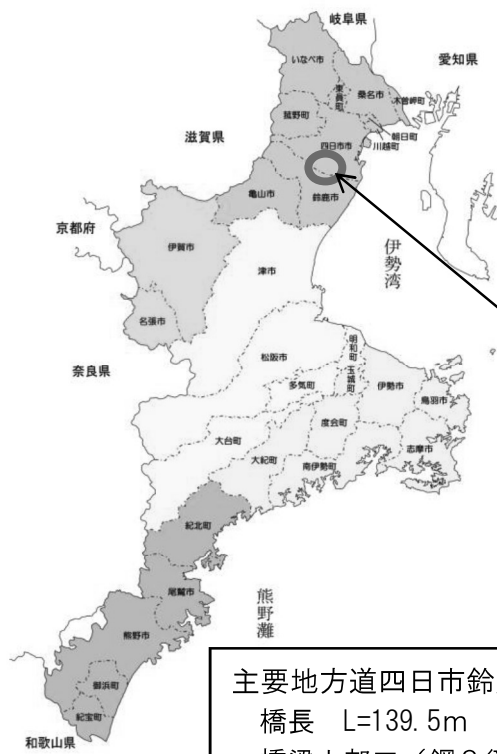 岐阜県
愛知県
いなべ市
東員町
桑名市
木曽岬町
菰野町
朝日町
川越町
滋賀県
四日市市
亀山市
鈴鹿市
京都府
伊賀市
伊勢湾
津市
名張市
奈良県
松阪市
明和町
玉城町
多気町
伊勢市
鳥羽市
度会町
大台町
志摩市
大紀町
南伊勢町
紀北町
尾鷲市
熊野灘
熊野市
御浜町
紀宝町
和歌山県
主要地方道四日市鈴
橋長 L=139.5m